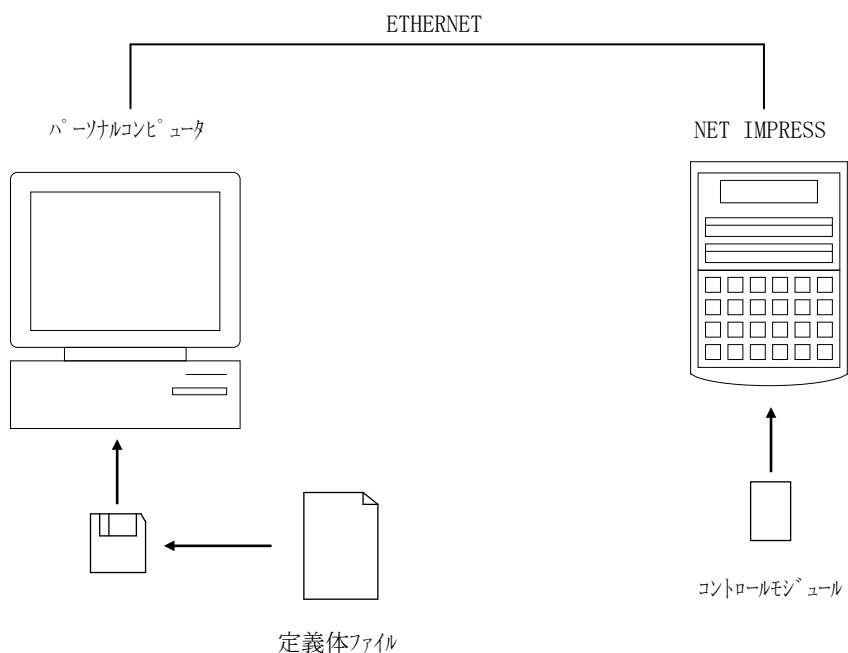 ETHERNET
ﾊﾟｰｿﾅﾙｺﾝﾋﾟｭｰﾀ
NET IMPRESS
ｺﾝﾄﾛｰﾙﾓｼﾞｭｰﾙ
定義体ﾌｧｲﾙ